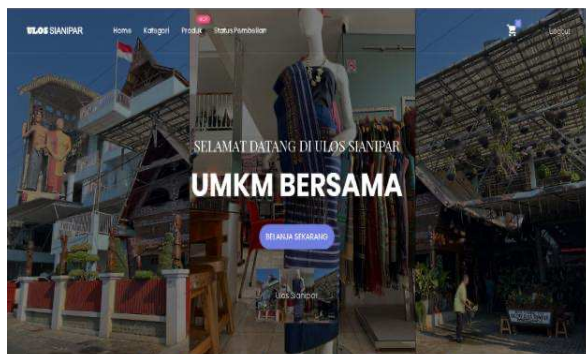 ULOS SIANIPAR
Home Kategori Produk HOT Status Pembelian
Logout
SELAMAT DATANG DI ULOS SIANIPAR
UMKM BERSAMA
BELANJA SEKARANG
Ulos Sianipar